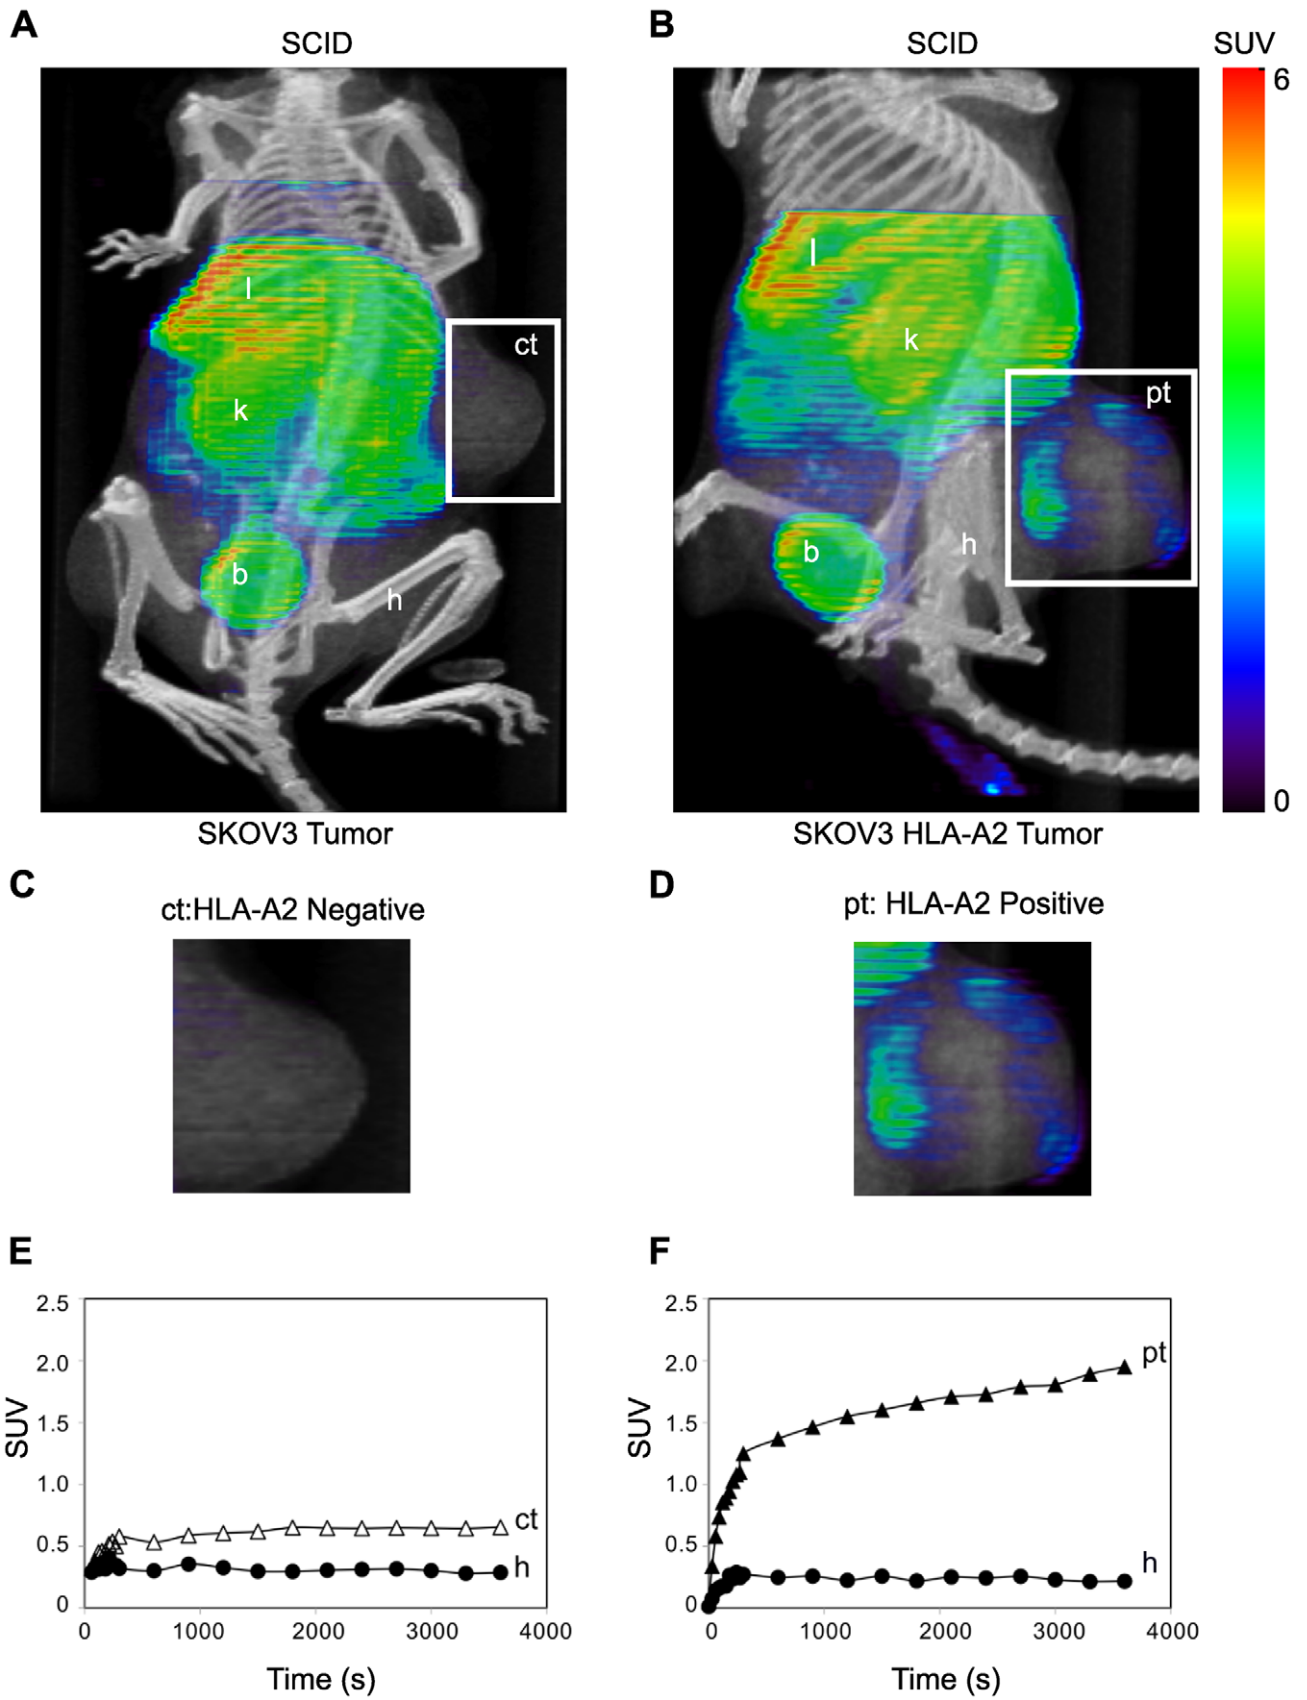 A
SCID
B
SCID
SUV
l
ct
k
b
h
l
k
pt
b
h
6
0
SKOV3 Tumor
SKOV3 HLA-A2 Tumor
C
ct:HLA-A2 Negative
D
pt: HLA-A2 Positive
E
2.5
2.0
1.5
1.0
0.5
0
SUV
ct
h
0 1000 2000 3000 4000
Time (s)
F
2.5
2.0
1.5
1.0
0.5
0
SUV
pt
h
0 1000 2000 3000 4000
Time (s)